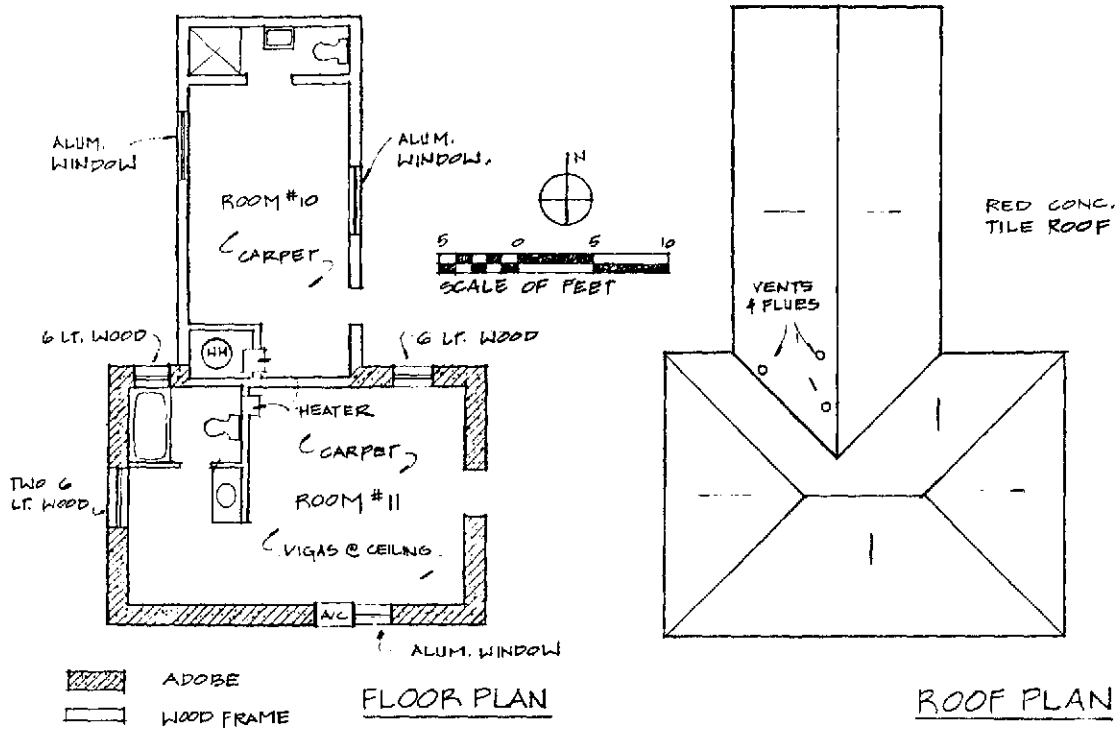 ALUM.
WINDOW
ALUM.
WINDOW.
ROOM #10
CARPET
N
5 0 5 10
SCALE OF FEET
RED CONC.
TILE ROOF
VENTS
& FLUES
6 LT. WOOD
WH
6 LT. WOOD
HEATER
CARPET
TWO 6
LT. WOOD
ROOM #11
VIGAS @ CEILING
A/C
ALUM. WINDOW
ADOBE
WOOD FRAME
FLOOR PLAN
ROOF PLAN